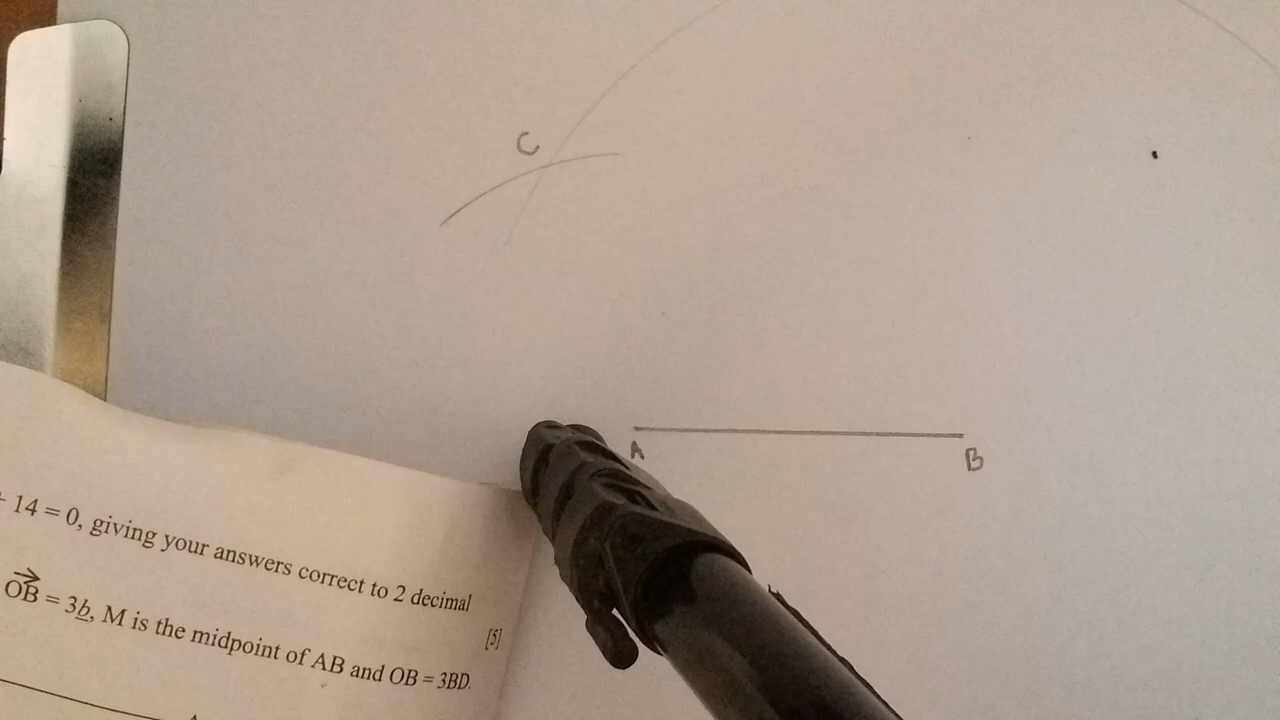 C
A
B
14 = 0, giving your answers correct to 2 decimal
[5]
OB = 3b, M is the midpoint of AB and OB = 3BD.